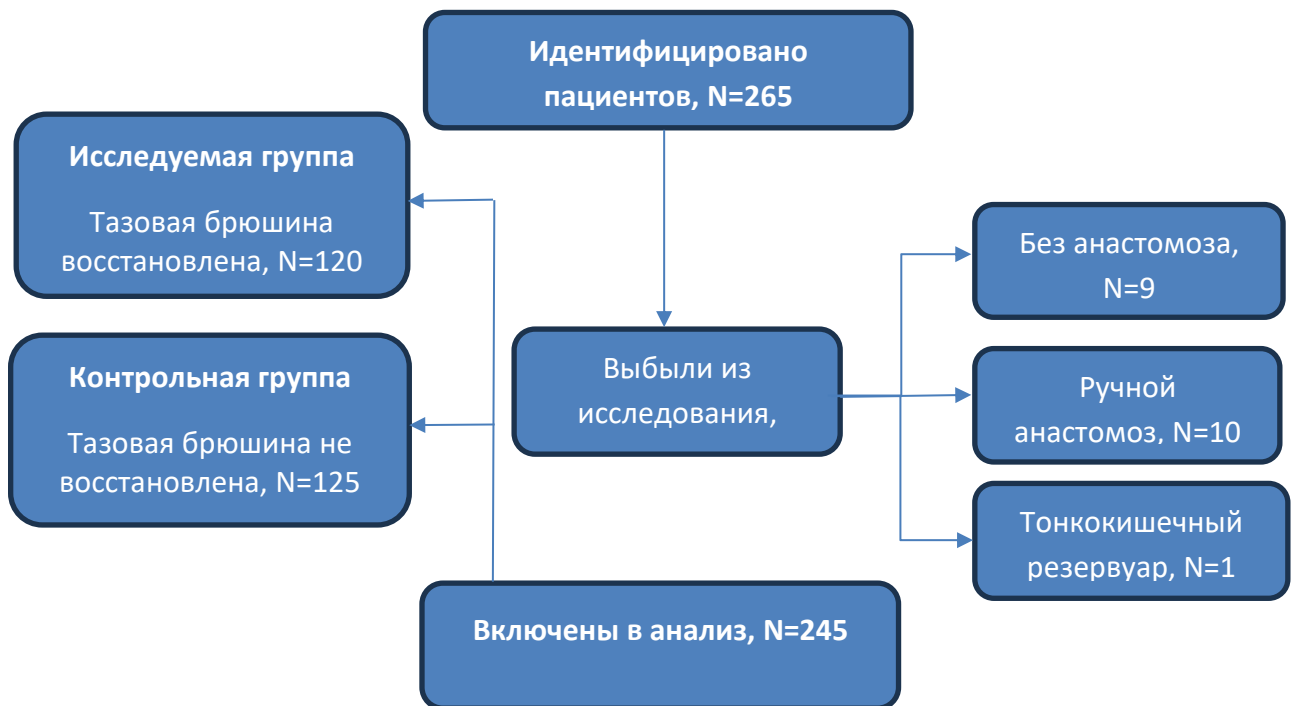 Идентифицировано
пациентов, N=265
Исследуемая группа
Тазовая брюшина
восстановлена, N=120
Контрольная группа
Тазовая брюшина не
восстановлена, N=125
Выбыли из
исследования,
Без анастомоза,
N=9
Ручной
анастомоз, N=10
Тонкокишечный
резервуар, N=1
Включены в анализ, N=245